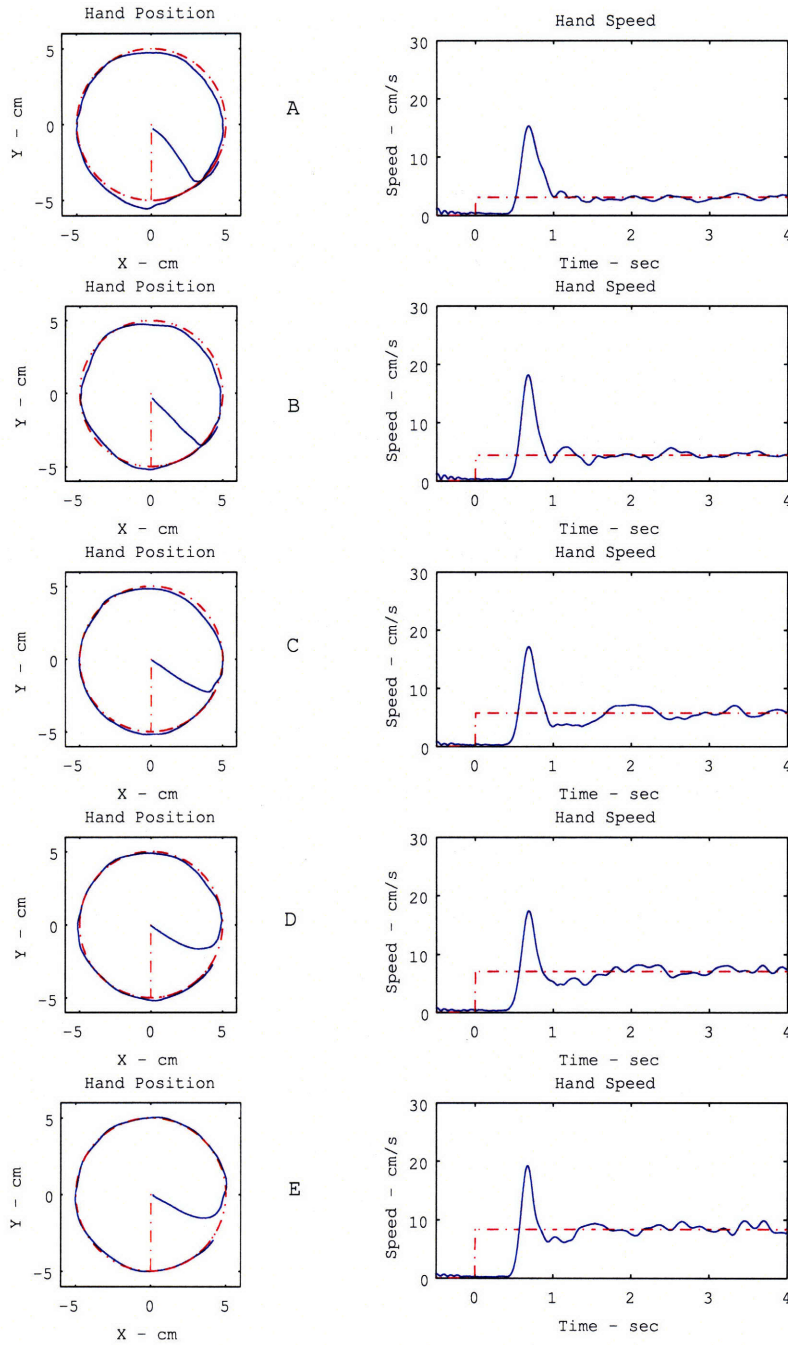 Hand Position
Y - cm
5
0
-5
-5 0 5
X - cm
A
Hand Speed
Speed - cm/s
30
20
10
0
0 1 2 3 4
Time - sec
Hand Position
Y - cm
5
0
-5
-5 0 5
X - cm
B
Hand Speed
Speed - cm/s
30
20
10
0
0 1 2 3 4
Time - sec
Hand Position
Y - cm
5
0
-5
-5 0 5
X - cm
C
Hand Speed
Speed - cm/s
30
20
10
0
0 1 2 3 4
Time - sec
Hand Position
Y - cm
5
0
-5
-5 0 5
X - cm
D
Hand Speed
Speed - cm/s
30
20
10
0
0 1 2 3 4
Time - sec
Hand Position
Y - cm
5
0
-5
-5 0 5
X - cm
E
Hand Speed
Speed - cm/s
30
20
10
0
0 1 2 3 4
Time - sec